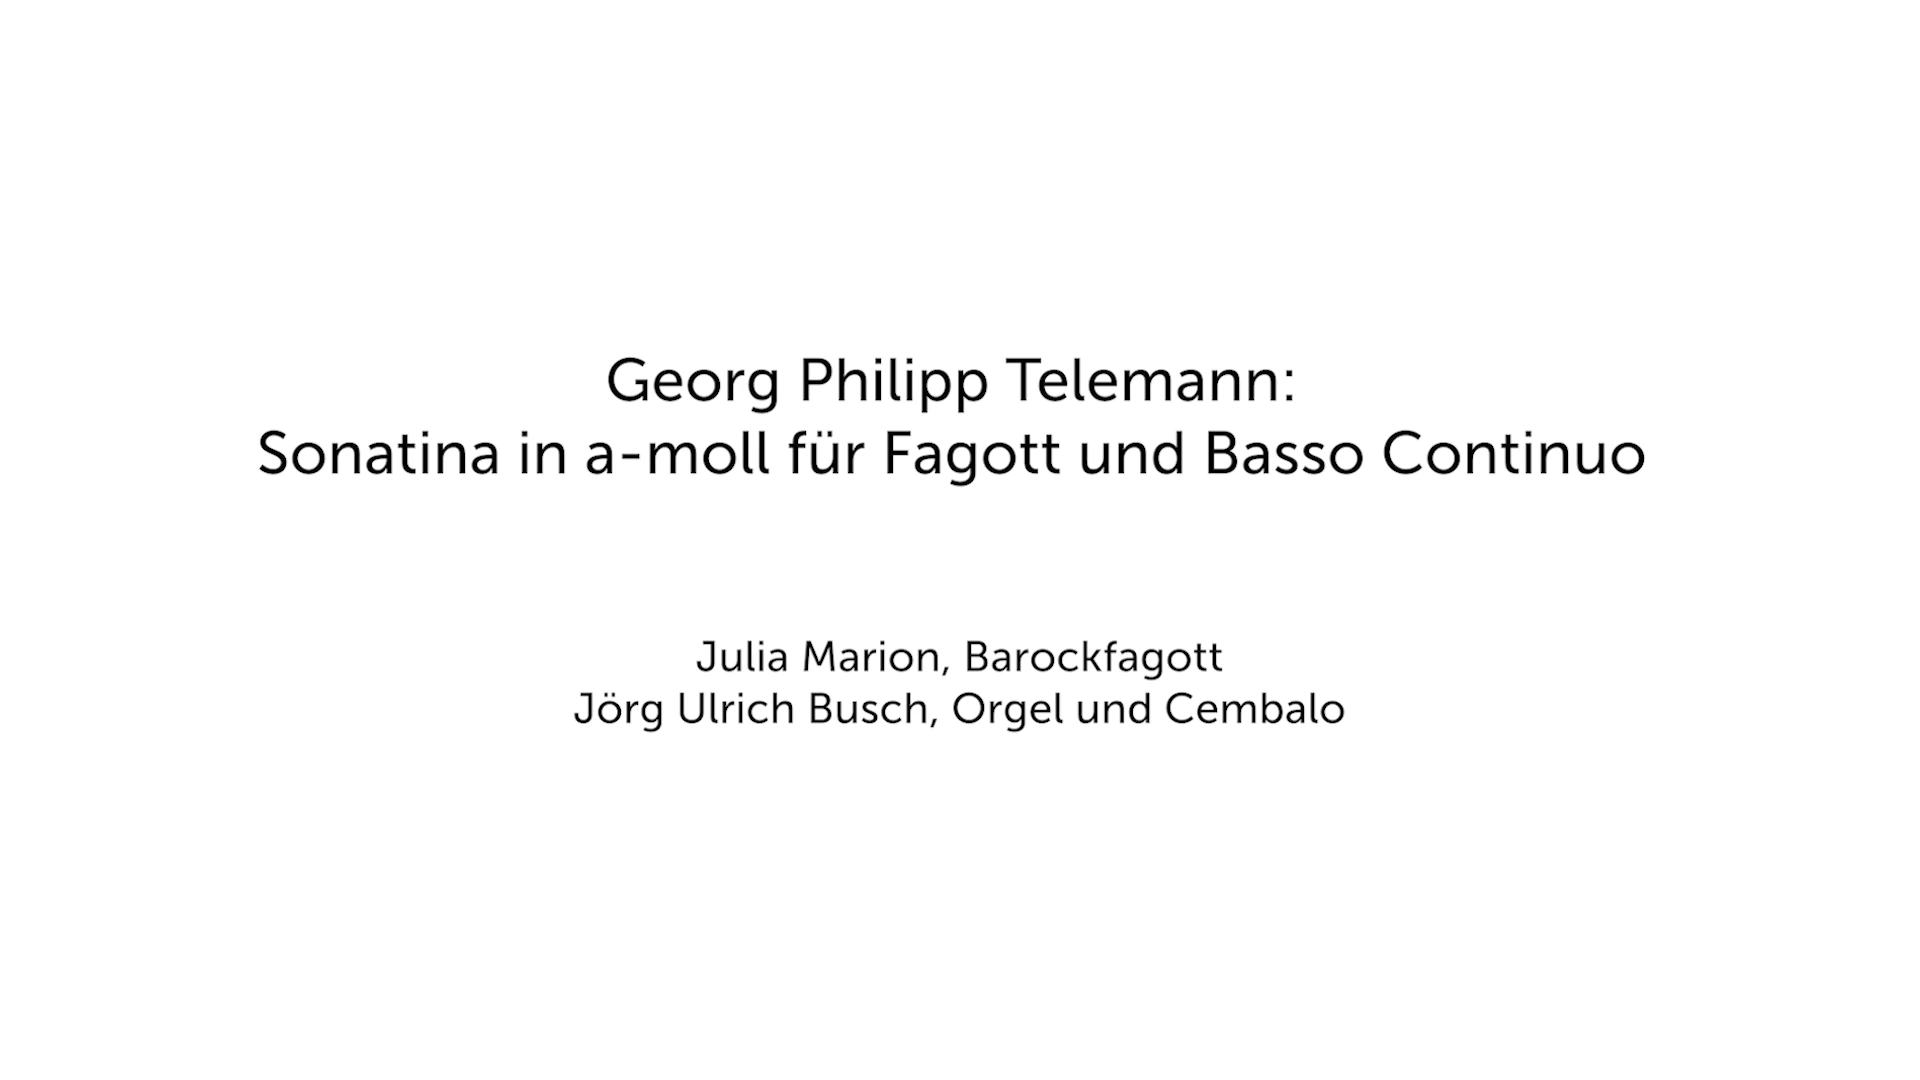 Georg Philipp Telemann:
Sonatina in a-moll für Fagott und Basso Continuo
Julia Marion, Barockfagott
Jörg Ulrich Busch, Orgel und Cembalo